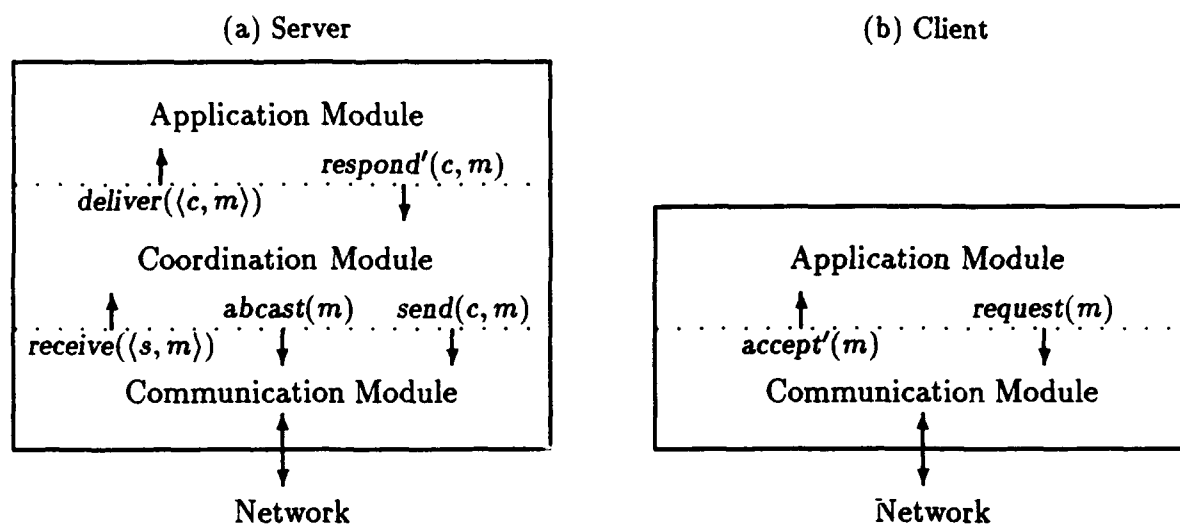 (a) Server
(b) Client
Application Module
respond′(c, m)
deliver(⟨c, m⟩)
Coordination Module
abcast(m)
send(c, m)
receive(⟨s, m⟩)
Communication Module
Network
Application Module
request(m)
accept′(m)
Communication Module
Network